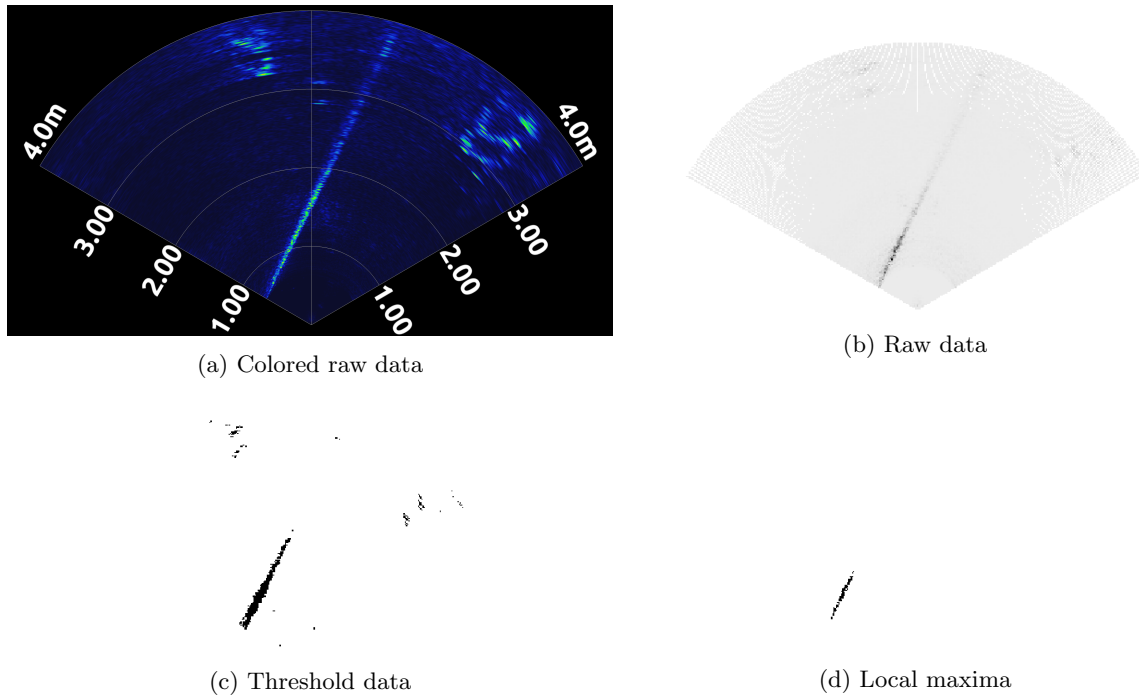 4.0m
4.0m
3.00
3.00
2.00
2.00
1.00
1.00
(a) Colored raw data
(b) Raw data
(c) Threshold data
(d) Local maxima